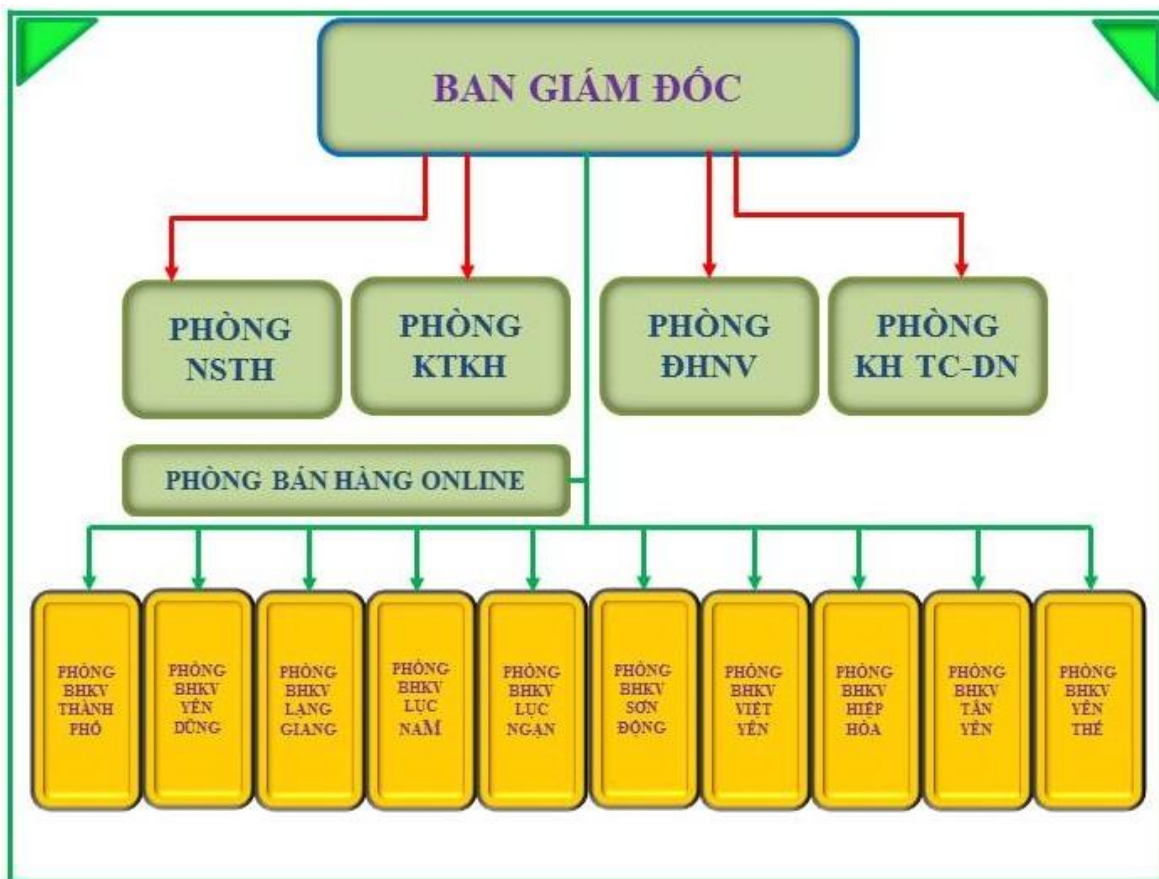 BAN GIÁM ĐỐC
PHÒNG
NSTH
PHÒNG
KTKH
PHÒNG
ĐHNV
PHÒNG
KH TC-DN
PHÒNG BÁN HÀNG ONLINE
PHÒNG
BHKV
THÀNH
PHỐ
PHÒNG
BHKV
YÊN
DŨNG
PHÒNG
BHKV
LẠNG
GIANG
PHÒNG
BHKV
LỤC
NAM
PHÒNG
BHKV
LỤC
NGẠN
PHÒNG
BHKV
SƠN
ĐỘNG
PHÒNG
BHKV
VIỆT
YÊN
PHÒNG
BHKV
HIỆP
HÒA
PHÒNG
BHKV
TÂN
YÊN
PHÒNG
BHKV
YÊN
THẾ